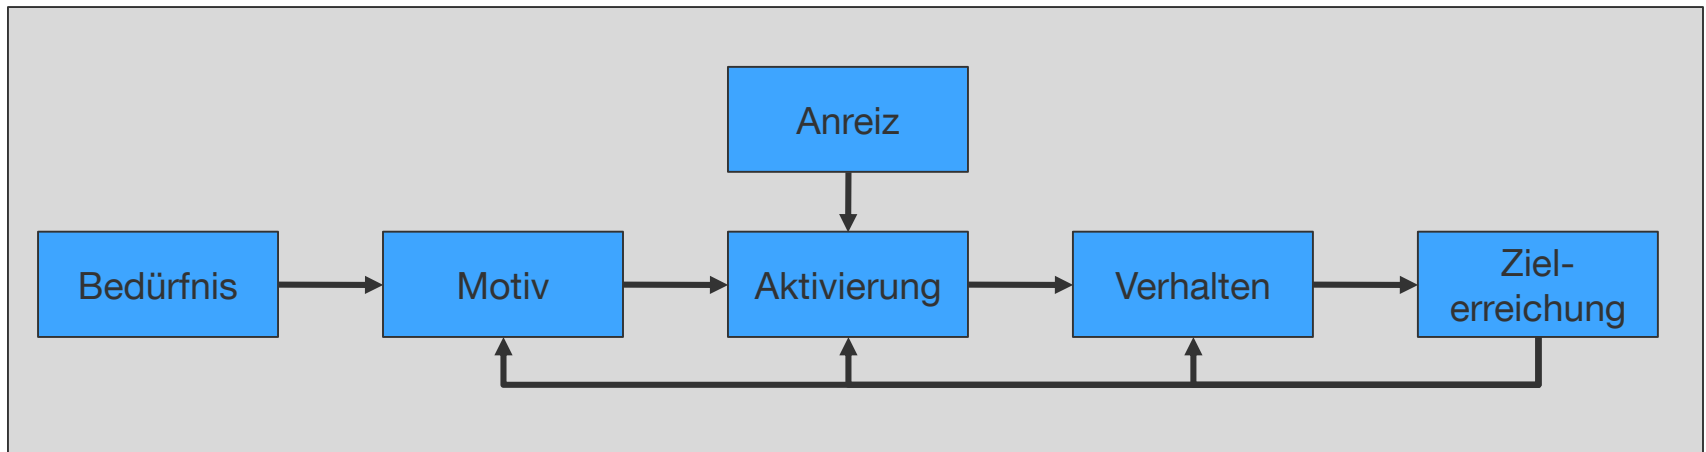 Anreiz
Bedürfnis
Motiv
Aktivierung
Verhalten
Ziel-
erreichung